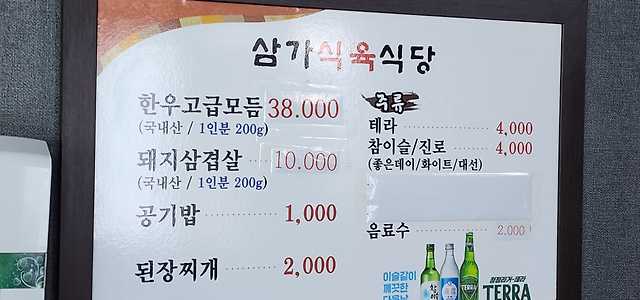 삼가식육식당
한우고급모듬 38.000
(국내산 / 1인분 200g)
돼지삼겹살 10.000
(국내산 / 1인분 200g)
공기밥 1,000
된장찌개 2,000
주류
테라 4,000
참이슬/진로 4,000
(좋은데이/화이트/대선)
음료수 2.000
이슬같이
깨끗한
청정라거-테라
TERRA